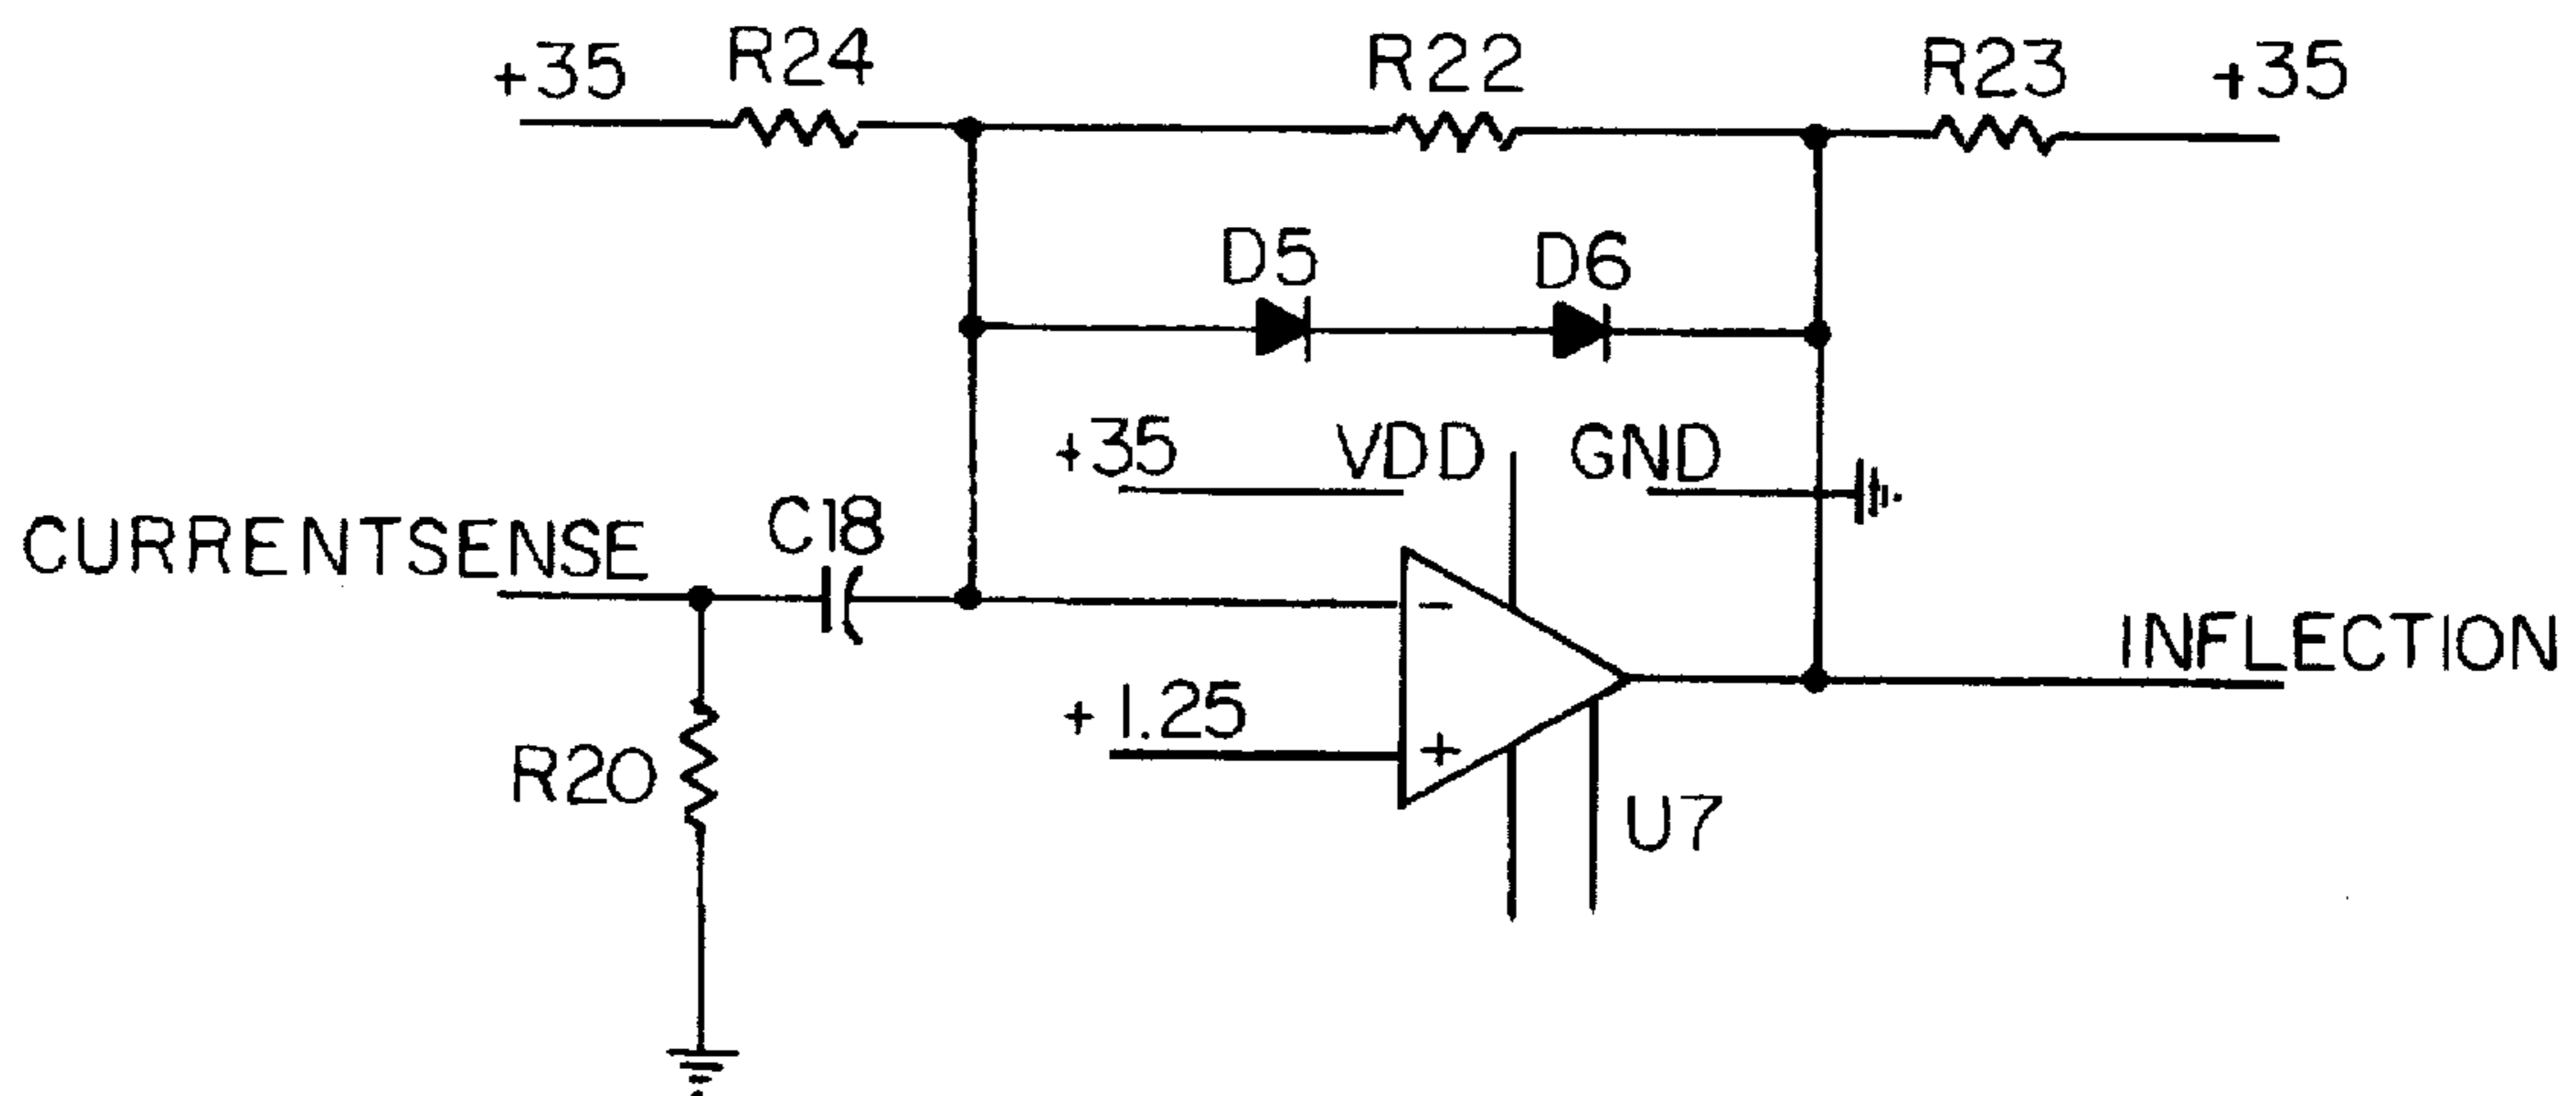 +35 R24 R22 R23 +35
D5 D6
+35 VDD GND
CURRENTSENSE C18
-
INFLECTION
+1.25
+
R20
U7